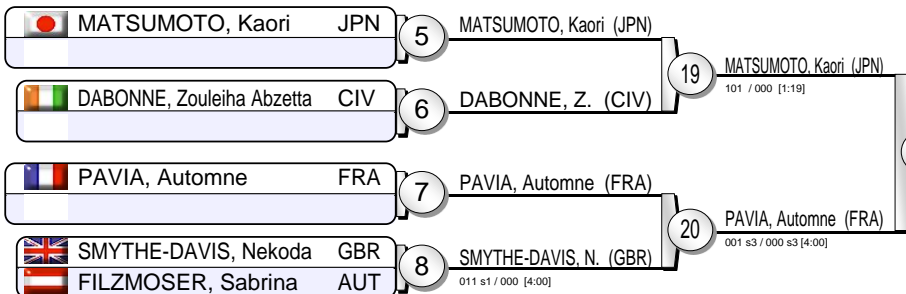 MATSUMOTO, Kaori JPN
5
MATSUMOTO, Kaori (JPN)
19
MATSUMOTO, Kaori (JPN)
101 / 000 [1:19]
DABONNE, Zouleiha Abzetta CIV
6
DABONNE, Z. (CIV)
PAVIA, Automne FRA
7
PAVIA, Automne (FRA)
20
PAVIA, Automne (FRA)
001 s3 / 000 s3 [4:00]
SMYTHE-DAVIS, Nekoda GBR
8
SMYTHE-DAVIS, N. (GBR)
011 s1 / 000 [4:00]
FILZMOSER, Sabrina AUT